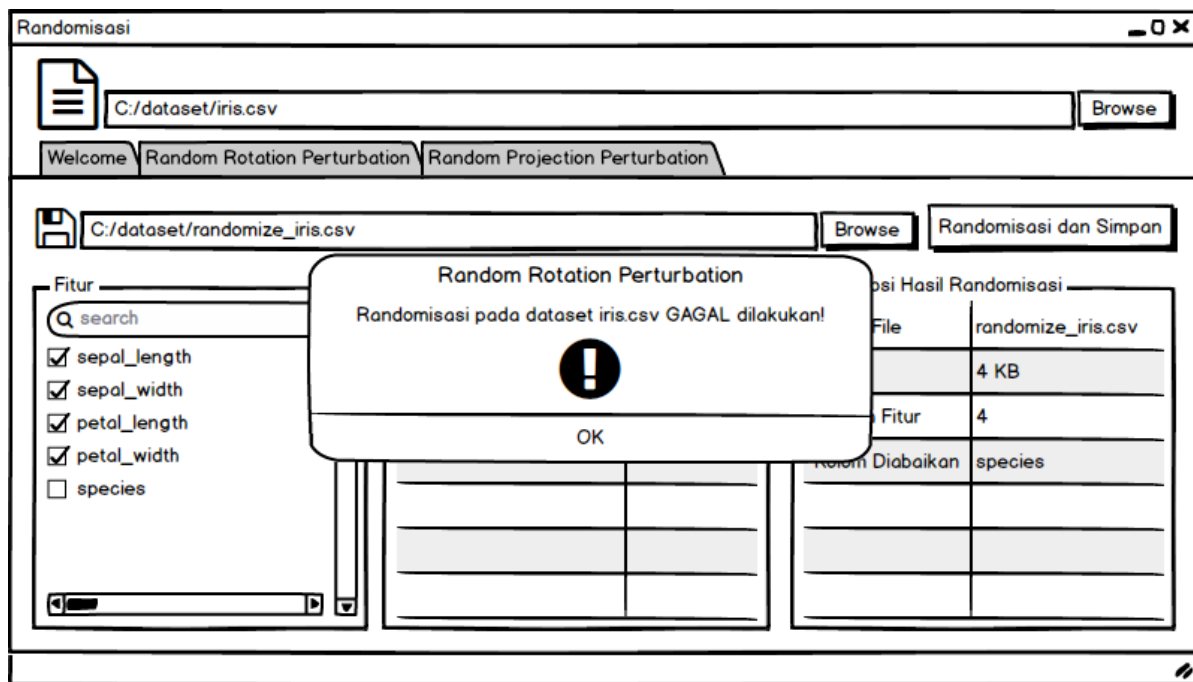 Randomisasi
C:/dataset/iris.csv
Browse
Welcome
Random Rotation Perturbation
Random Projection Perturbation
C:/dataset/randomize_iris.csv
Browse
Randomisasi dan Simpan
Fitur
search
sepal_length
sepal_width
petal_length
petal_width
species
Random Rotation Perturbation
Randomisasi pada dataset iris.csv GAGAL dilakukan!
OK
Hasil Randomisasi
File
randomize_iris.csv
4 KB
Fitur
4
Kolom Diabaikan
species